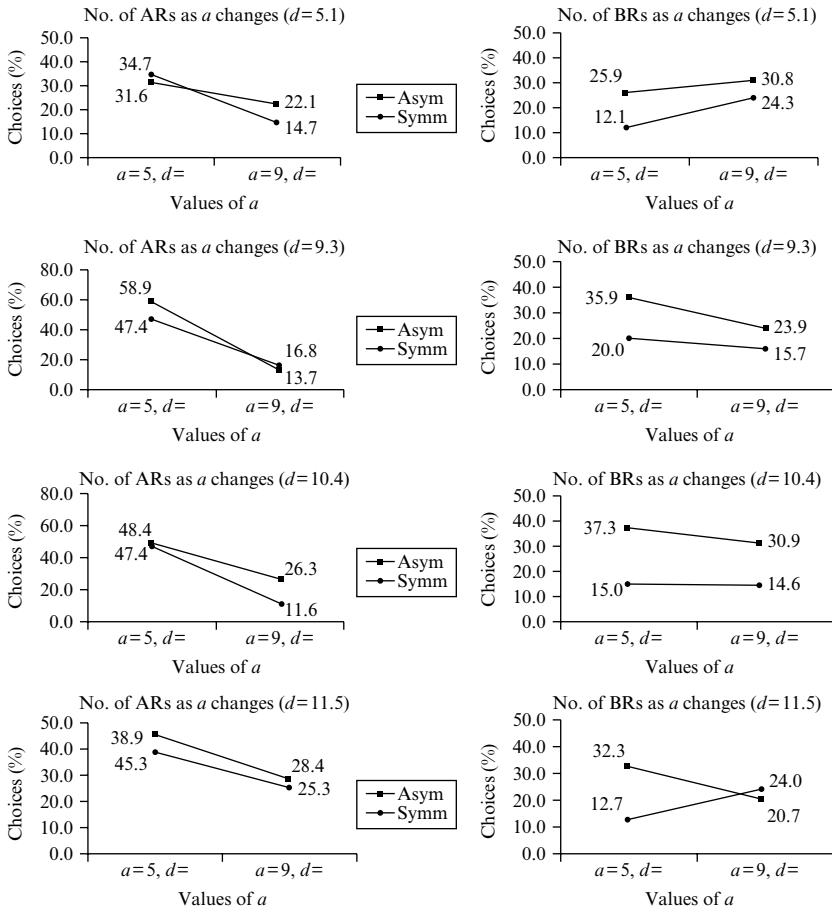 No. of ARs as a changes (d=5.1)
Choices (%)
50.0
40.0
30.0
20.0
10.0
0.0
34.7
31.6
22.1
14.7
a=5, d=
a=9, d=
Values of a
Asym
Symm
No. of BRs as a changes (d=5.1)
Choices (%)
50.0
40.0
30.0
20.0
10.0
0.0
25.9
12.1
30.8
24.3
a=5, d=
a=9, d=
Values of a
No. of ARs as a changes (d=9.3)
Choices (%)
80.0
60.0
40.0
20.0
0.0
58.9
47.4
16.8
13.7
a=5, d=
a=9, d=
Values of a
Asym
Symm
No. of BRs as a changes (d=9.3)
Choices (%)
50.0
40.0
30.0
20.0
10.0
0.0
35.9
20.0
23.9
15.7
a=5, d=
a=9, d=
Values of a
No. of ARs as a changes (d=10.4)
Choices (%)
80.0
60.0
40.0
20.0
0.0
48.4
47.4
26.3
11.6
a=5, d=
a=9, d=
Values of a
Asym
Symm
No. of BRs as a changes (d=10.4)
Choices (%)
50.0
40.0
30.0
20.0
10.0
0.0
37.3
15.0
30.9
14.6
a=5, d=
a=9, d=
Values of a
No. of ARs as a changes (d=11.5)
Choices (%)
50.0
40.0
30.0
20.0
10.0
0.0
38.9
45.3
28.4
25.3
a=5, d=
a=9, d=
Values of a
Asym
Symm
No. of BRs as a changes (d=11.5)
Choices (%)
50.0
40.0
30.0
20.0
10.0
0.0
32.3
12.7
24.0
20.7
a=5, d=
a=9, d=
Values of a